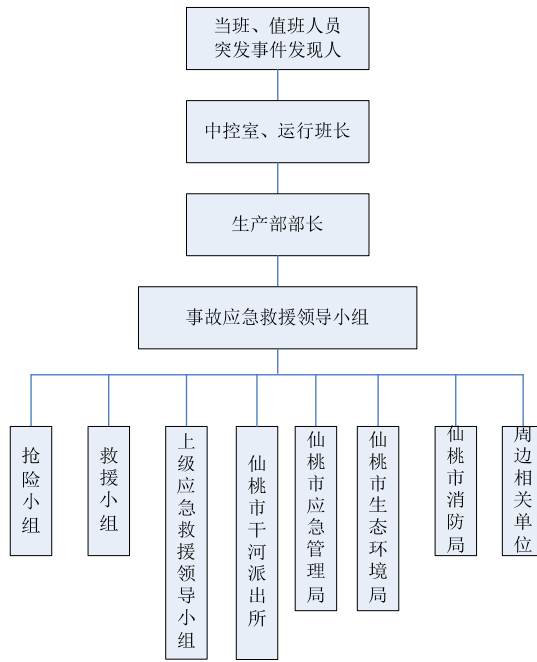 当班、值班人员
突发事件发现人
中控室、运行班长
生产部部长
事故应急救援领导小组
抢险小组
救援小组
上级应急救援领导小组
仙桃市干河派出所
仙桃市应急管理局
仙桃市生态环境局
仙桃市消防局
周边相关单位